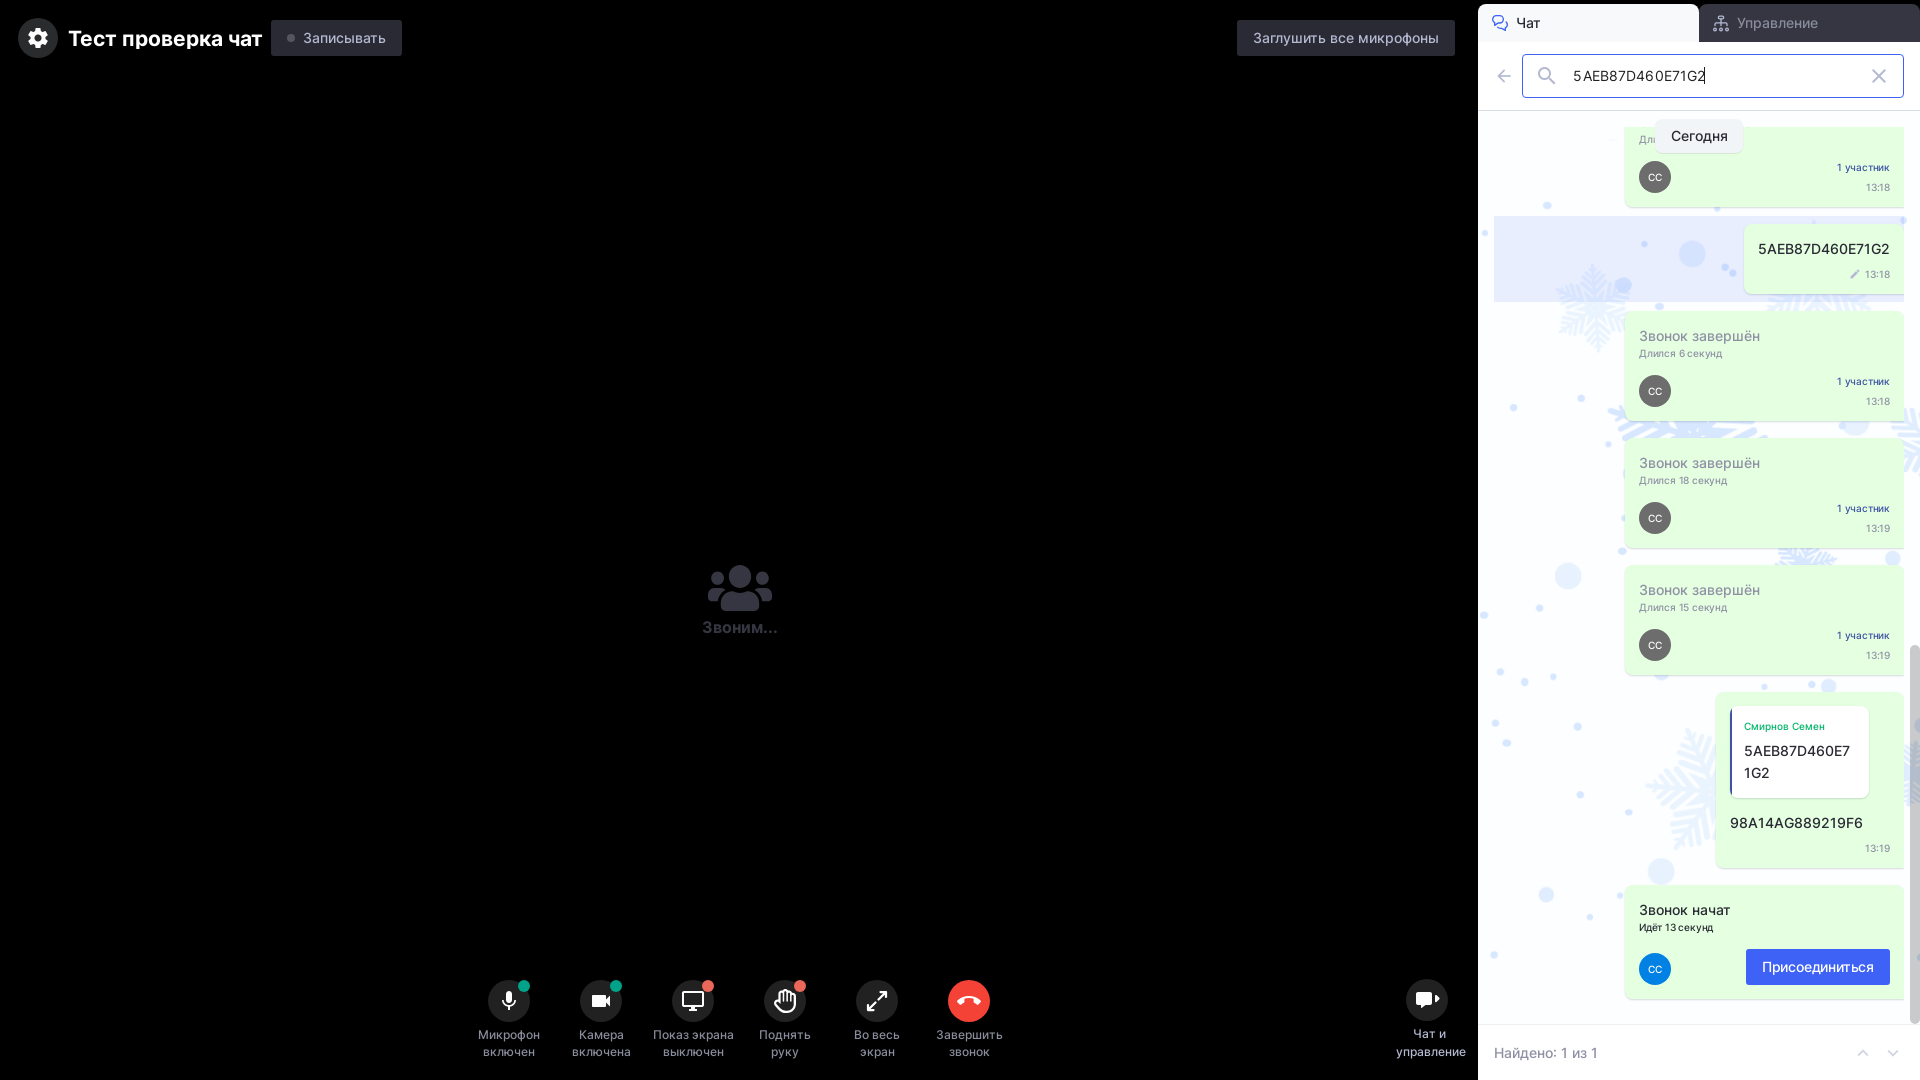 Тест проверка чат
Записывать
Заглушить все микрофоны
Чат
Управление
5AEB87D460E71G2
Сегодня
СС
1 участник
13:18
5AEB87D460E71G2
13:18
Звонок завершён
Длился 6 секунд
СС
1 участник
13:18
Звонок завершён
Длился 18 секунд
СС
1 участник
13:19
Звонок завершён
Длился 15 секунд
СС
1 участник
13:19
Смирнов Семен
5AEB87D460E7
1G2
98A14AG889219F6
13:19
Звонок начат
Идёт 13 секунд
СС
Присоединиться
Найдено: 1 из 1
Звоним...
Микрофон
включен
Камера
включена
Показ экрана
выключен
Поднять
руку
Во весь
экран
Завершить
звонок
Чат и
управление